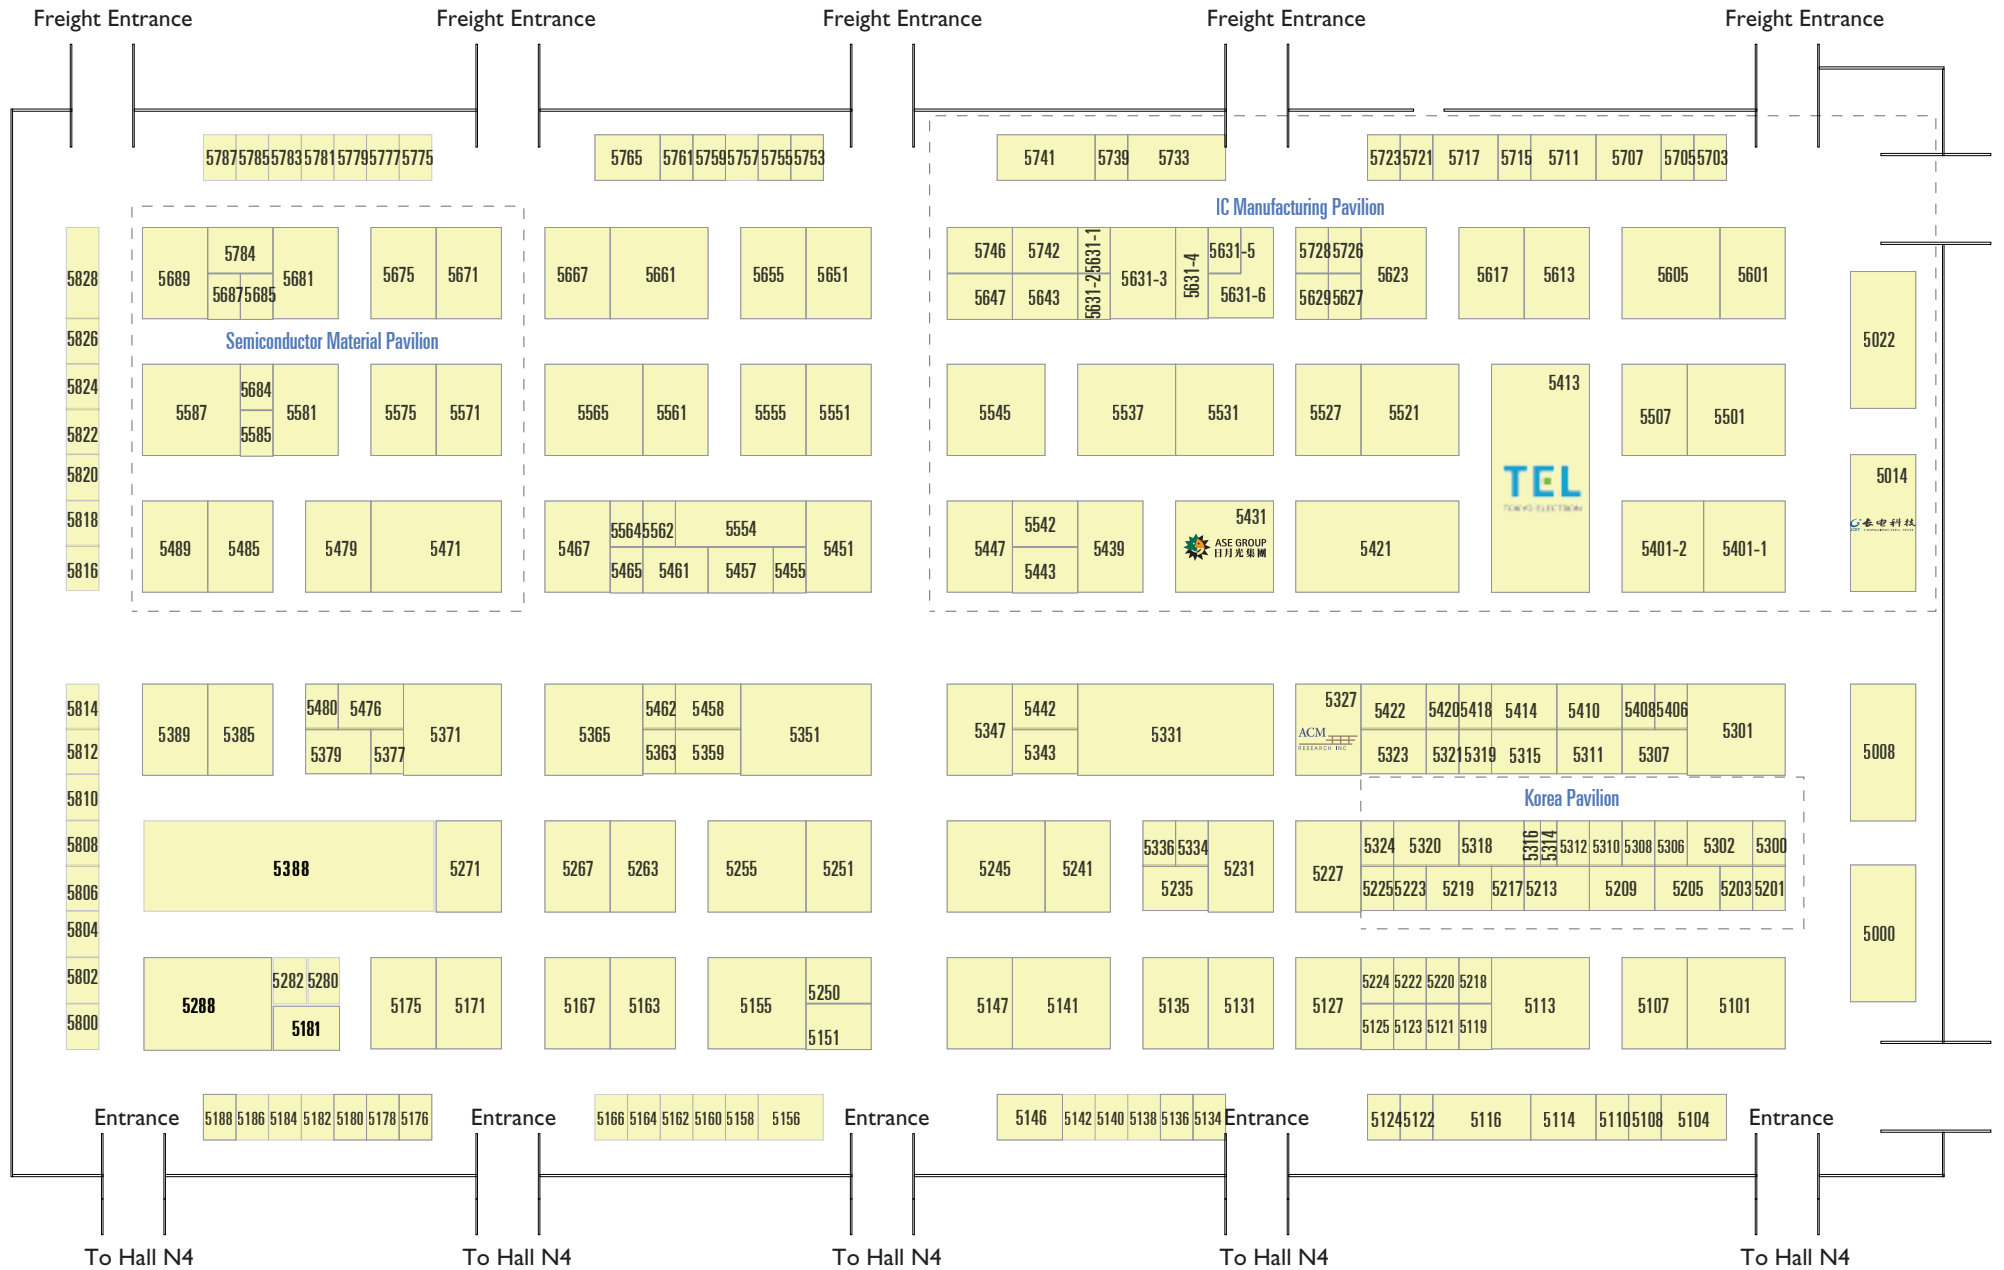 Freight Entrance Freight Entrance Freight Entrance Freight Entrance Freight Entrance
5787 5785 5783 5781 5779 5777 5775 5765 5761 5759 5757 5755 5753 5741 5739 5733 5723 5721 5717 5715 5711 5707 5705 5703
IC Manufacturing Pavilion
5828 5689 5784 5681 5675 5671 5667 5661 5655 5651 5746 5742 5631-1 5631-3 5631-4 5631-5 5728 5726 5623 5617 5613 5605 5601
5687 5685 5647 5643 5631-2 5631-6 5629 5627
5826 Semiconductor Material Pavilion 5022
5824 5684 5413
5587 5581 5575 5571 5565 5561 5555 5551 5545 5537 5531 5527 5521 5507 5501
5822 5585
5820 TEL 5014
TOKYO ELECTRON
5818 5564 5562 5554 5542 5431 长电科技
5489 5485 5479 5471 5467 5451 5447 5439 ASE GROUP 5421 5401-2 5401-1
日月光集團
5816 5465 5461 5457 5455 5443
5814 5480 5476 5462 5458 5442 5327 5422 5420 5418 5414 5410 5408 5406
5389 5385 5371 5365 5351 5347 5331 ACM 5301
RESEARCH INC
5812 5379 5377 5363 5359 5343 5323 5321 5319 5315 5311 5307 5008
5810 Korea Pavilion
5808 5336 5334 5324 5320 5318 5316 5314 5312 5310 5308 5306 5302 5300
5388 5271 5267 5263 5255 5251 5245 5241 5231 5227
5806 5235 5225 5223 5219 5217 5213 5209 5205 5203 5201
5804 5000
5802 5282 5280 5250 5224 5222 5220 5218
5288 5175 5171 5167 5163 5155 5147 5141 5135 5131 5127 5113 5107 5101
5800 5181 5151 5125 5123 5121 5119
Entrance 5188 5186 5184 5182 5180 5178 5176 Entrance 5166 5164 5162 5160 5158 5156 Entrance 5146 5142 5140 5138 5136 5134 Entrance 5124 5122 5116 5114 5110 5108 5104 Entrance
To Hall N4 To Hall N4 To Hall N4 To Hall N4 To Hall N4